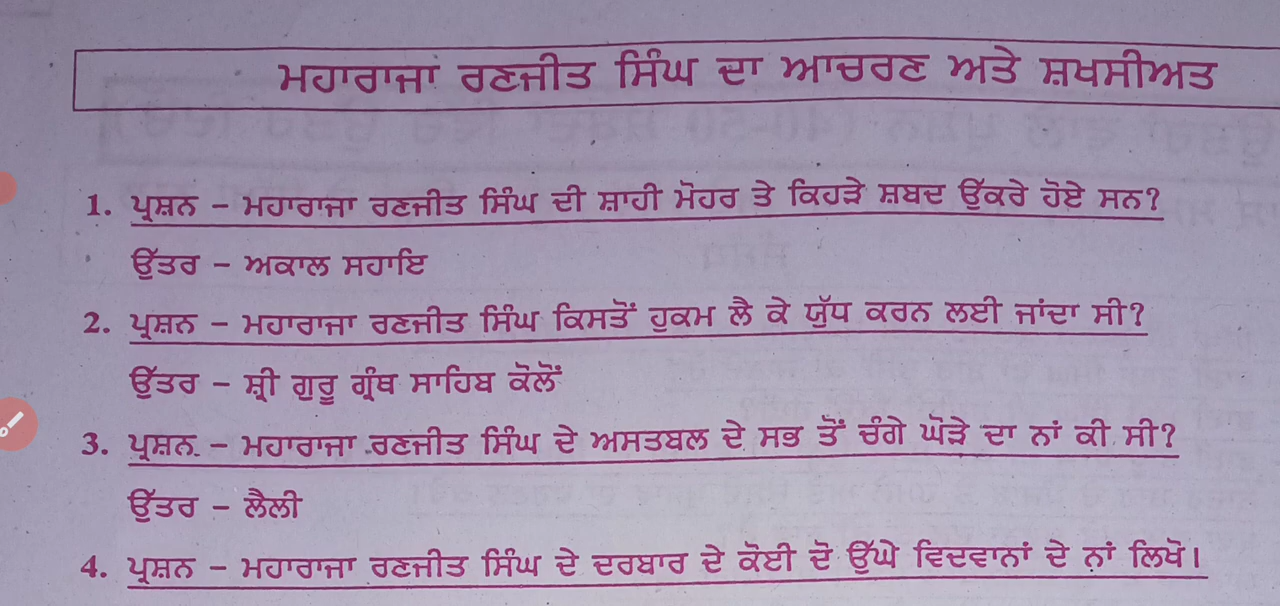 ਮਹਾਰਾਜਾ ਰਣਜੀਤ ਸਿੰਘ ਦਾ ਆਚਰਣ ਅਤੇ ਸ਼ਖਸੀਅਤ
1. ਪ੍ਰਸ਼ਨ – ਮਹਾਰਾਜਾ ਰਣਜੀਤ ਸਿੰਘ ਦੀ ਸ਼ਾਹੀ ਮੋਹਰ ਤੇ ਕਿਹੜੇ ਸ਼ਬਦ ਉੱਕਰੇ ਹੋਏ ਸਨ?
ਉੱਤਰ – ਅਕਾਲ ਸਹਾਇ
2. ਪ੍ਰਸ਼ਨ – ਮਹਾਰਾਜਾ ਰਣਜੀਤ ਸਿੰਘ ਕਿਸਤੋਂ ਹੁਕਮ ਲੈ ਕੇ ਯੁੱਧ ਕਰਨ ਲਈ ਜਾਂਦਾ ਸੀ?
ਉੱਤਰ – ਸ਼੍ਰੀ ਗੁਰੂ ਗ੍ਰੰਥ ਸਾਹਿਬ ਕੋਲੋਂ
3. ਪ੍ਰਸ਼ਨ – ਮਹਾਰਾਜਾ ਰਣਜੀਤ ਸਿੰਘ ਦੇ ਅਸਤਬਲ ਦੇ ਸਭ ਤੋਂ ਚੰਗੇ ਘੋੜੇ ਦਾ ਨਾਂ ਕੀ ਸੀ?
ਉੱਤਰ – ਲੈਲੀ
4. ਪ੍ਰਸ਼ਨ – ਮਹਾਰਾਜਾ ਰਣਜੀਤ ਸਿੰਘ ਦੇ ਦਰਬਾਰ ਦੇ ਕੋਈ ਦੋ ਉੱਘੇ ਵਿਦਵਾਨਾਂ ਦੇ ਨਾਂ ਲਿਖੋ।